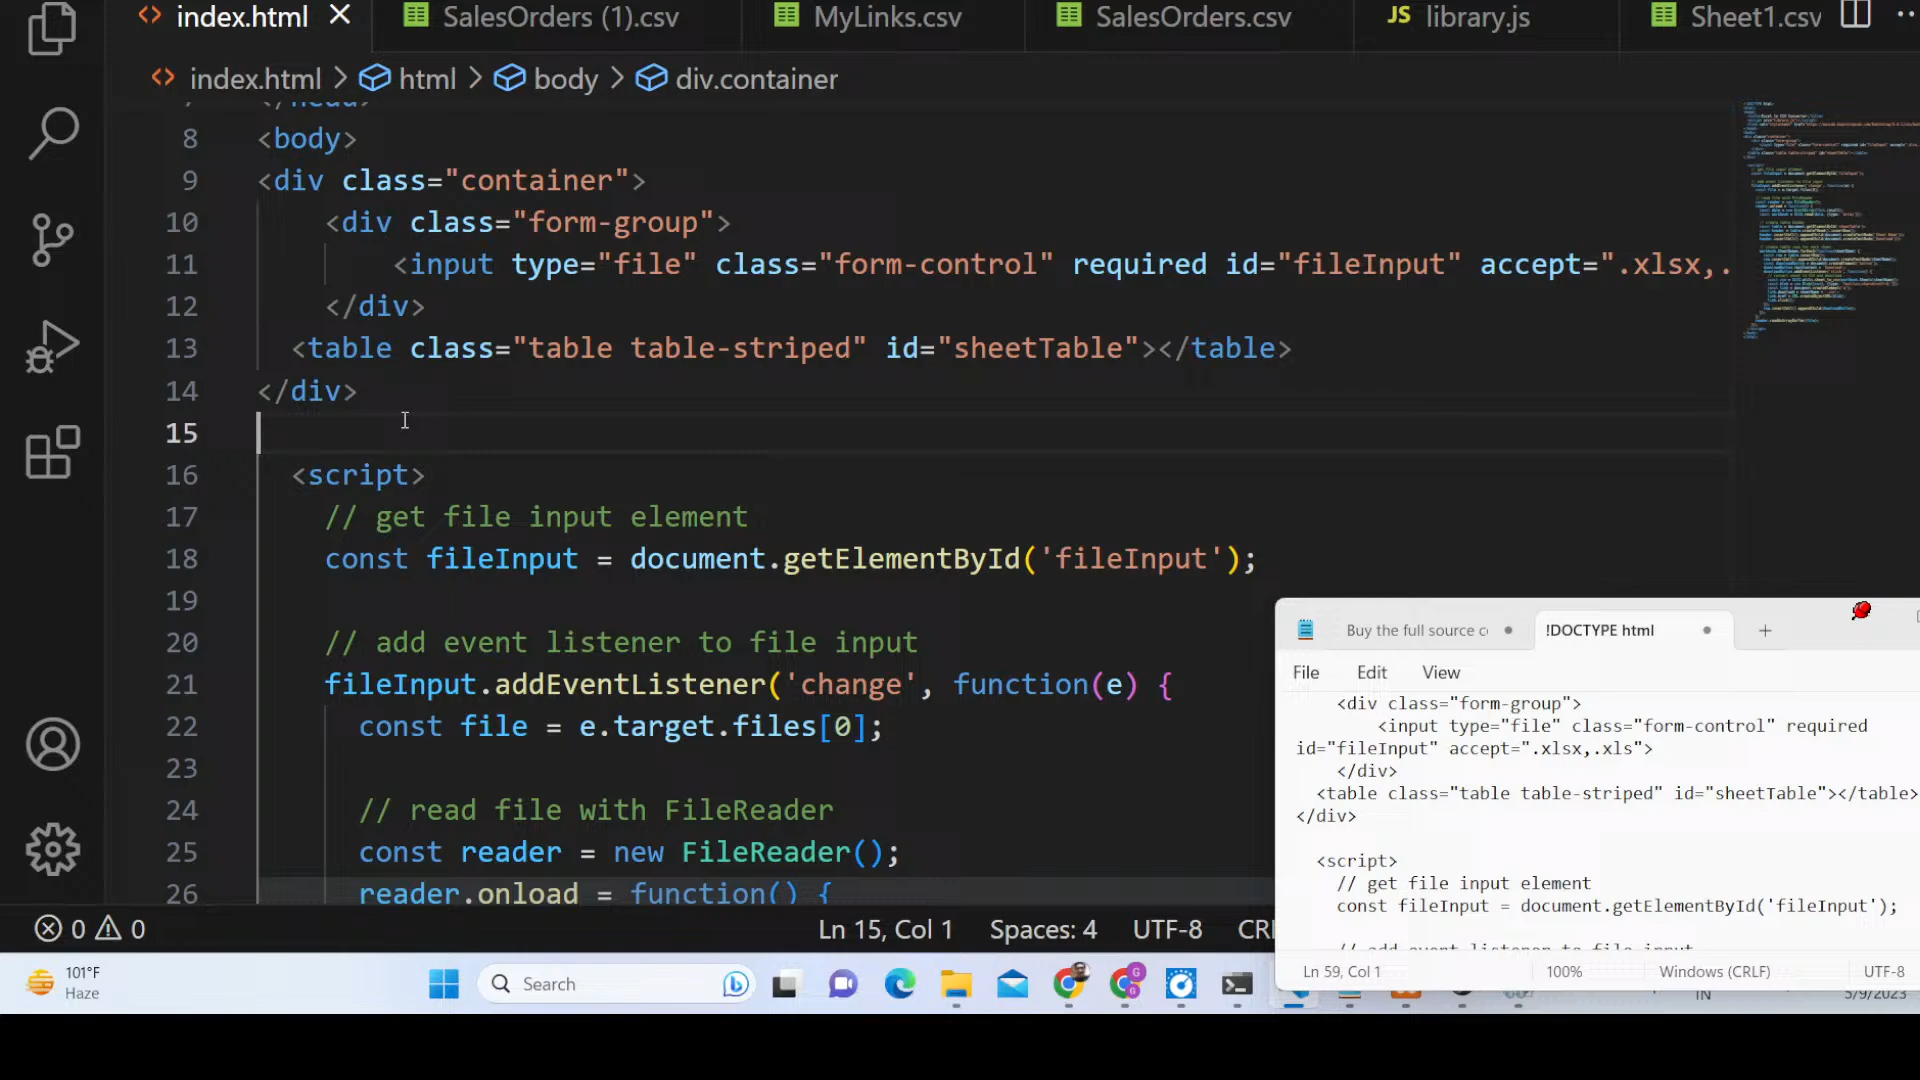 index.html
SalesOrders (1).csv
MyLinks.csv
SalesOrders.csv
JS library.js
Sheet1.csv
index.html > html > body > div.container
8 <body>
9 <div class="container">
10 <div class="form-group">
11 <input type="file" class="form-control" required id="fileInput" accept=".xlsx,.
12 </div>
13 <table class="table table-striped" id="sheetTable"></table>
14 </div>
15
16 <script>
17 // get file input element
18 const fileInput = document.getElementById('fileInput');
19
20 // add event listener to file input
21 fileInput.addEventListener('change', function(e) {
22 const file = e.target.files[0];
23
24 // read file with FileReader
25 const reader = new FileReader();
26 reader.onload = function() {
0 0
Ln 15, Col 1
Spaces: 4
UTF-8
Buy the full source c
!DOCTYPE html
File Edit View
<div class="form-group">
<input type="file" class="form-control" required
id="fileInput" accept=".xlsx,.xls">
</div>
<table class="table table-striped" id="sheetTable"></table>
</div>
<script>
// get file input element
const fileInput = document.getElementById('fileInput');
// add event listener to file input
Ln 59, Col 1
100%
Windows (CRLF)
UTF-8
101°F
Haze
Search
IN
5/9/2023